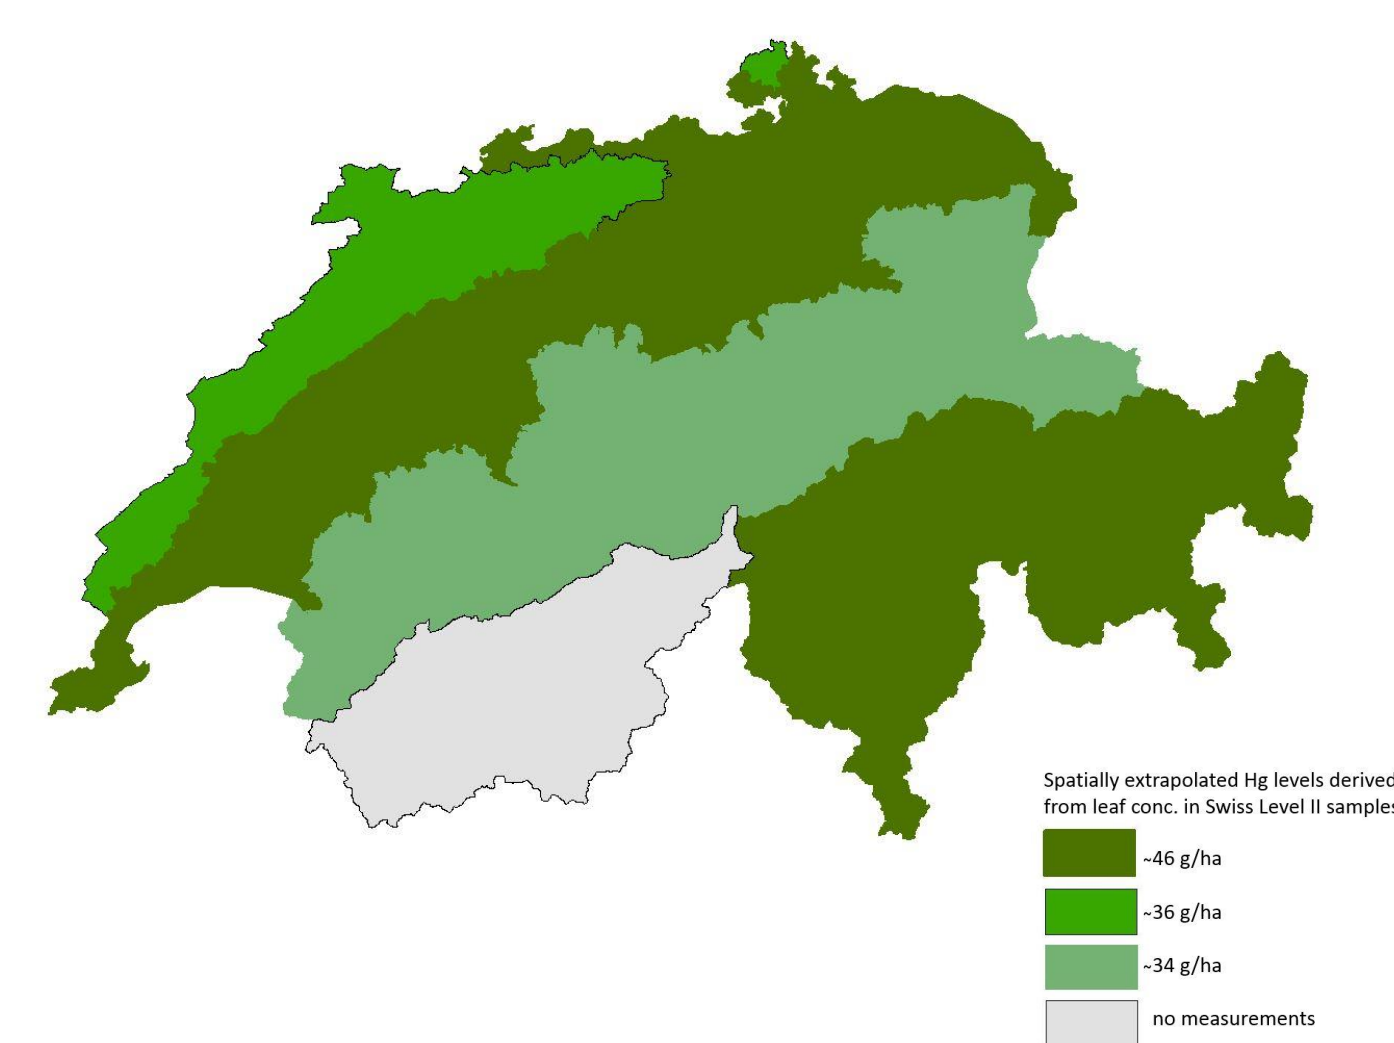 Spatially extrapolated Hg levels derived
from leaf conc. in Swiss Level II samples
~46 g/ha
~36 g/ha
~34 g/ha
no measurements